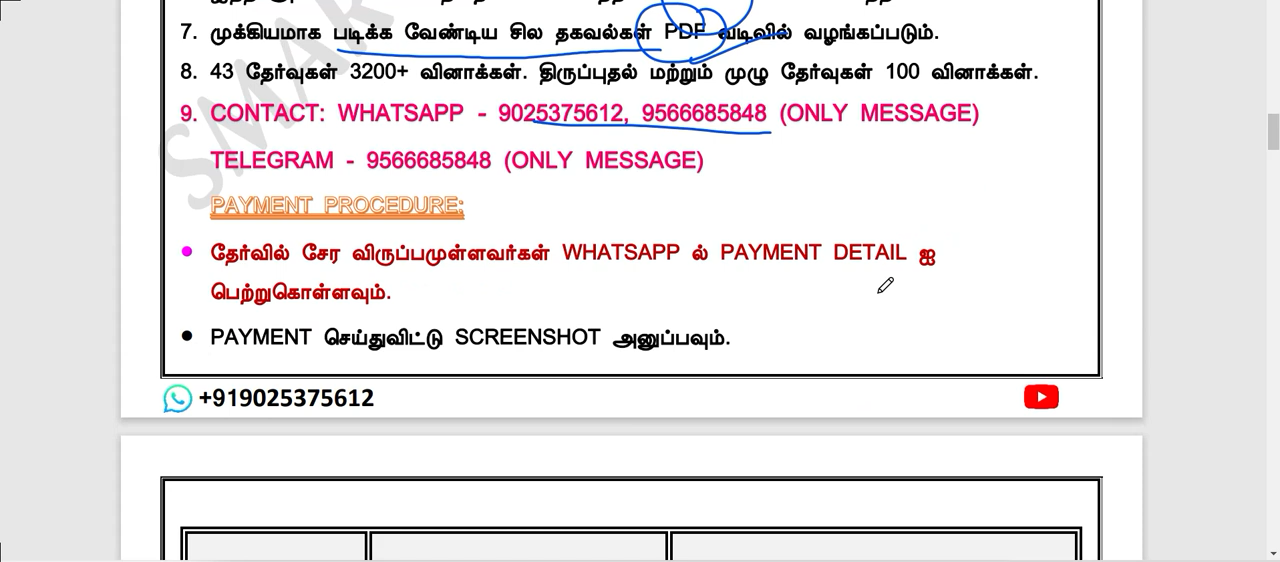 7. முக்கியமாக படிக்க வேண்டிய சில தகவல்கள் PDF வடிவில் வழங்கப்படும்.
8. 43 தேர்வுகள் 3200+ வினாக்கள். திருப்புதல் மற்றும் முழு தேர்வுகள் 100 வினாக்கள்.
9. CONTACT: WHATSAPP - 9025375612, 9566685848 (ONLY MESSAGE)
TELEGRAM - 9566685848 (ONLY MESSAGE)
PAYMENT PROCEDURE:
• தேர்வில் சேர விருப்பமுள்ளவர்கள் WHATSAPP ல் PAYMENT DETAIL ஐ
பெற்றுகொள்ளவும்.
• PAYMENT செய்துவிட்டு SCREENSHOT அனுப்பவும்.
+919025375612